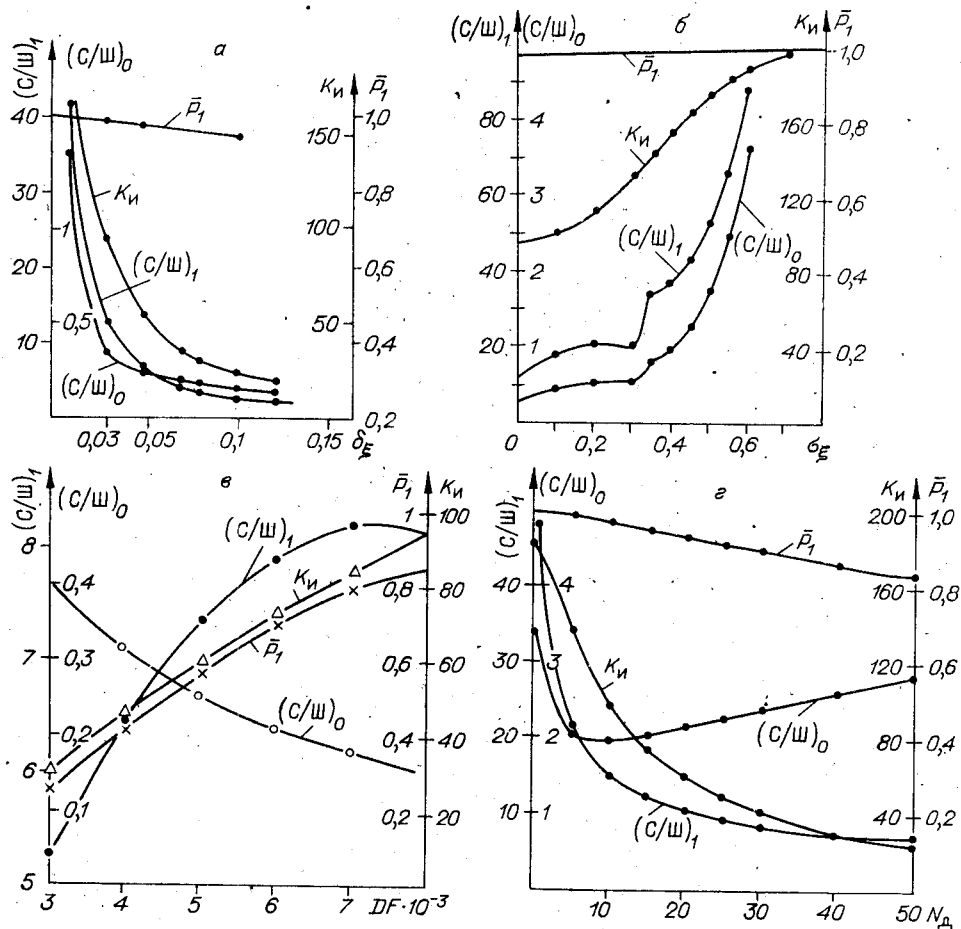 (С/Ш)₁ (С/Ш)₀ а Kи p̄₁
40 30 20 10
1 0,5
p̄₁
Kи
(С/Ш)₁
(С/Ш)₀
150 100 50
1,0 0,8 0,6 0,4 0,2
0,03 0,05 0,1 0,15 δξ
(С/Ш)₁ (С/Ш)₀ б Kи p̄₁
80 60 40 20
4 3 2 1
p̄₁
Kи
(С/Ш)₁
(С/Ш)₀
160 120 80 40
1,0 0,8 0,6 0,4 0,2
0 0,2 0,4 0,6 σξ
(С/Ш)₁ (С/Ш)₀ в p̄₁ Kи
8 7 6 5
0,4 0,3 0,2 0,1
(С/Ш)₁
Kи
p̄₁
(С/Ш)₀
1 0,8 0,6 0,4 0,2
100 80 60 40 20
3 4 5 6 7 DF·10⁻³
(С/Ш)₁ (С/Ш)₀ г Kи p̄₁
40 30 20 10
4 3 2 1
p̄₁
Kи
(С/Ш)₀
(С/Ш)₁
200 160 120 80 40
1,0 0,6 0,4 0,2
10 20 30 40 50 Nд